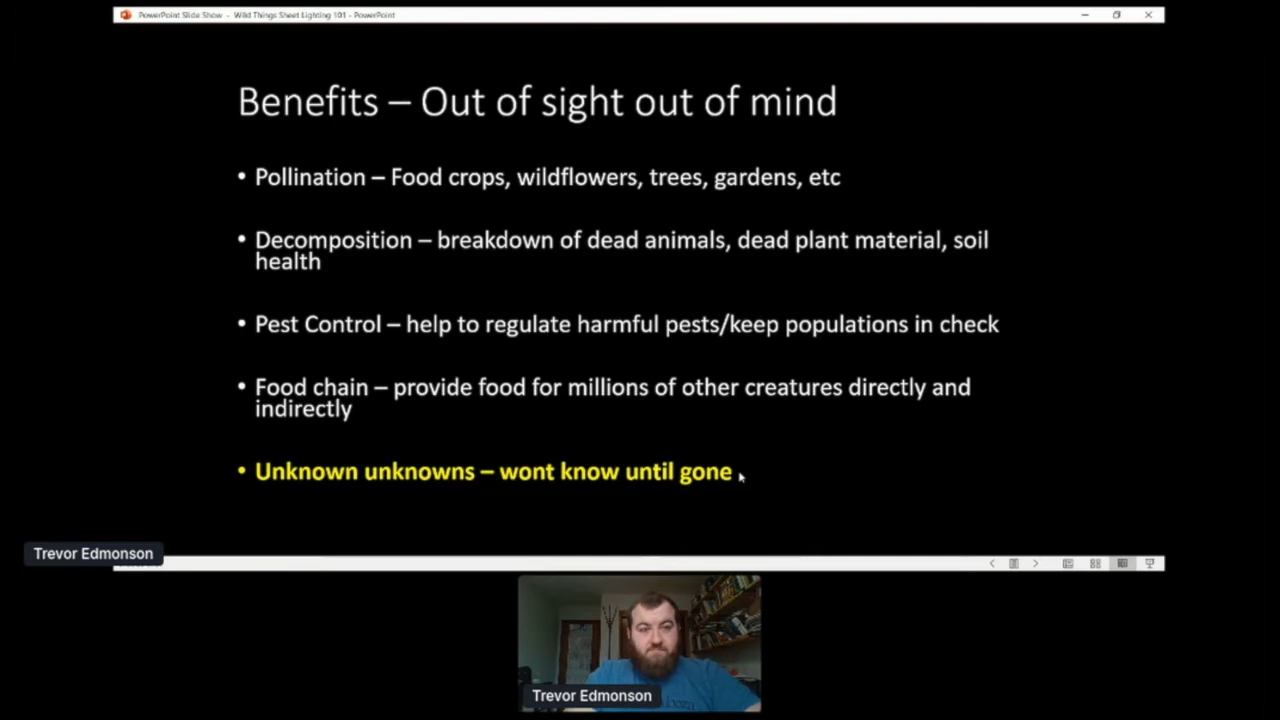 PowerPoint Slide Show - Wild Things Sheet Lighting 101 - PowerPoint
Benefits – Out of sight out of mind
• Pollination – Food crops, wildflowers, trees, gardens, etc
• Decomposition – breakdown of dead animals, dead plant material, soil
health
• Pest Control – help to regulate harmful pests/keep populations in check
• Food chain – provide food for millions of other creatures directly and
indirectly
• Unknown unknowns – wont know until gone
Trevor Edmonson
Trevor Edmonson